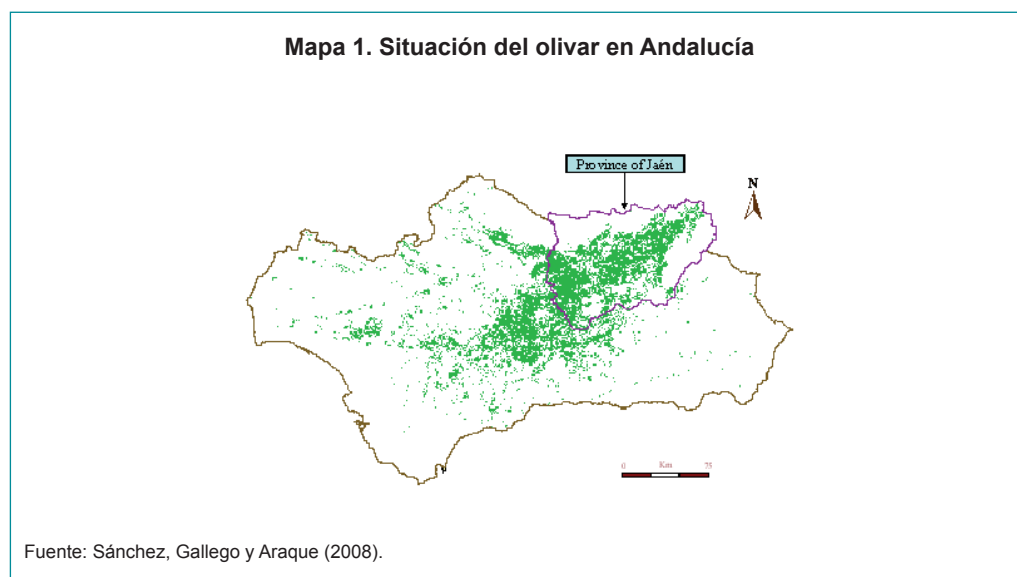 Mapa 1. Situación del olivar en Andalucía
Province of Jaén
N
0 Km 75
Fuente: Sánchez, Gallego y Araque (2008).